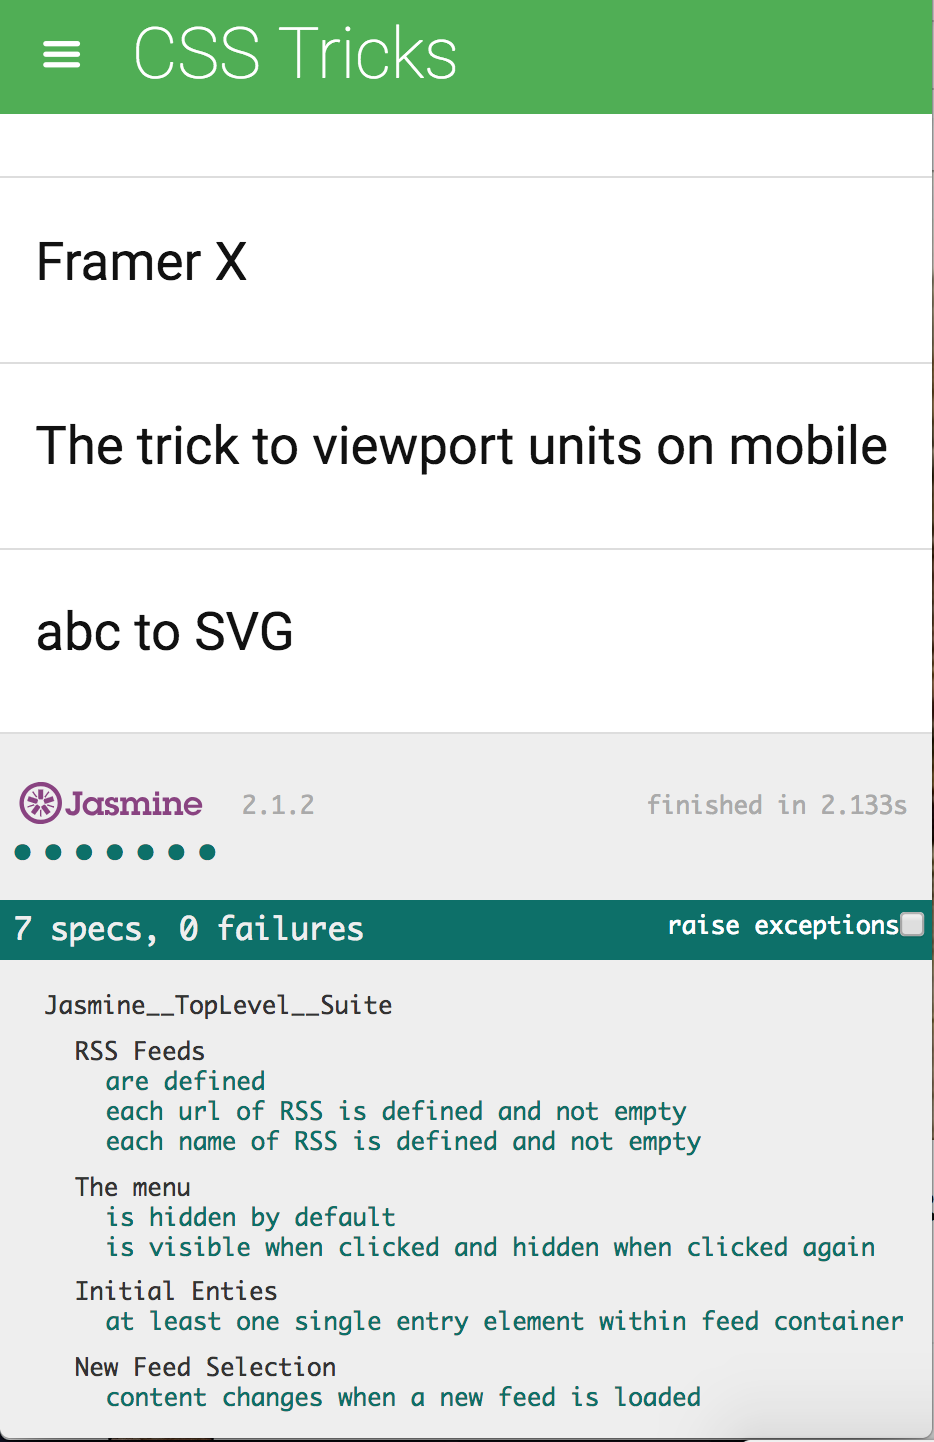 CSS Tricks
Framer X
The trick to viewport units on mobile
abc to SVG
Jasmine 2.1.2 finished in 2.133s
7 specs, 0 failures raise exceptions
Jasmine__TopLevel__Suite
RSS Feeds
are defined
each url of RSS is defined and not empty
each name of RSS is defined and not empty
The menu
is hidden by default
is visible when clicked and hidden when clicked again
Initial Enties
at least one single entry element within feed container
New Feed Selection
content changes when a new feed is loaded